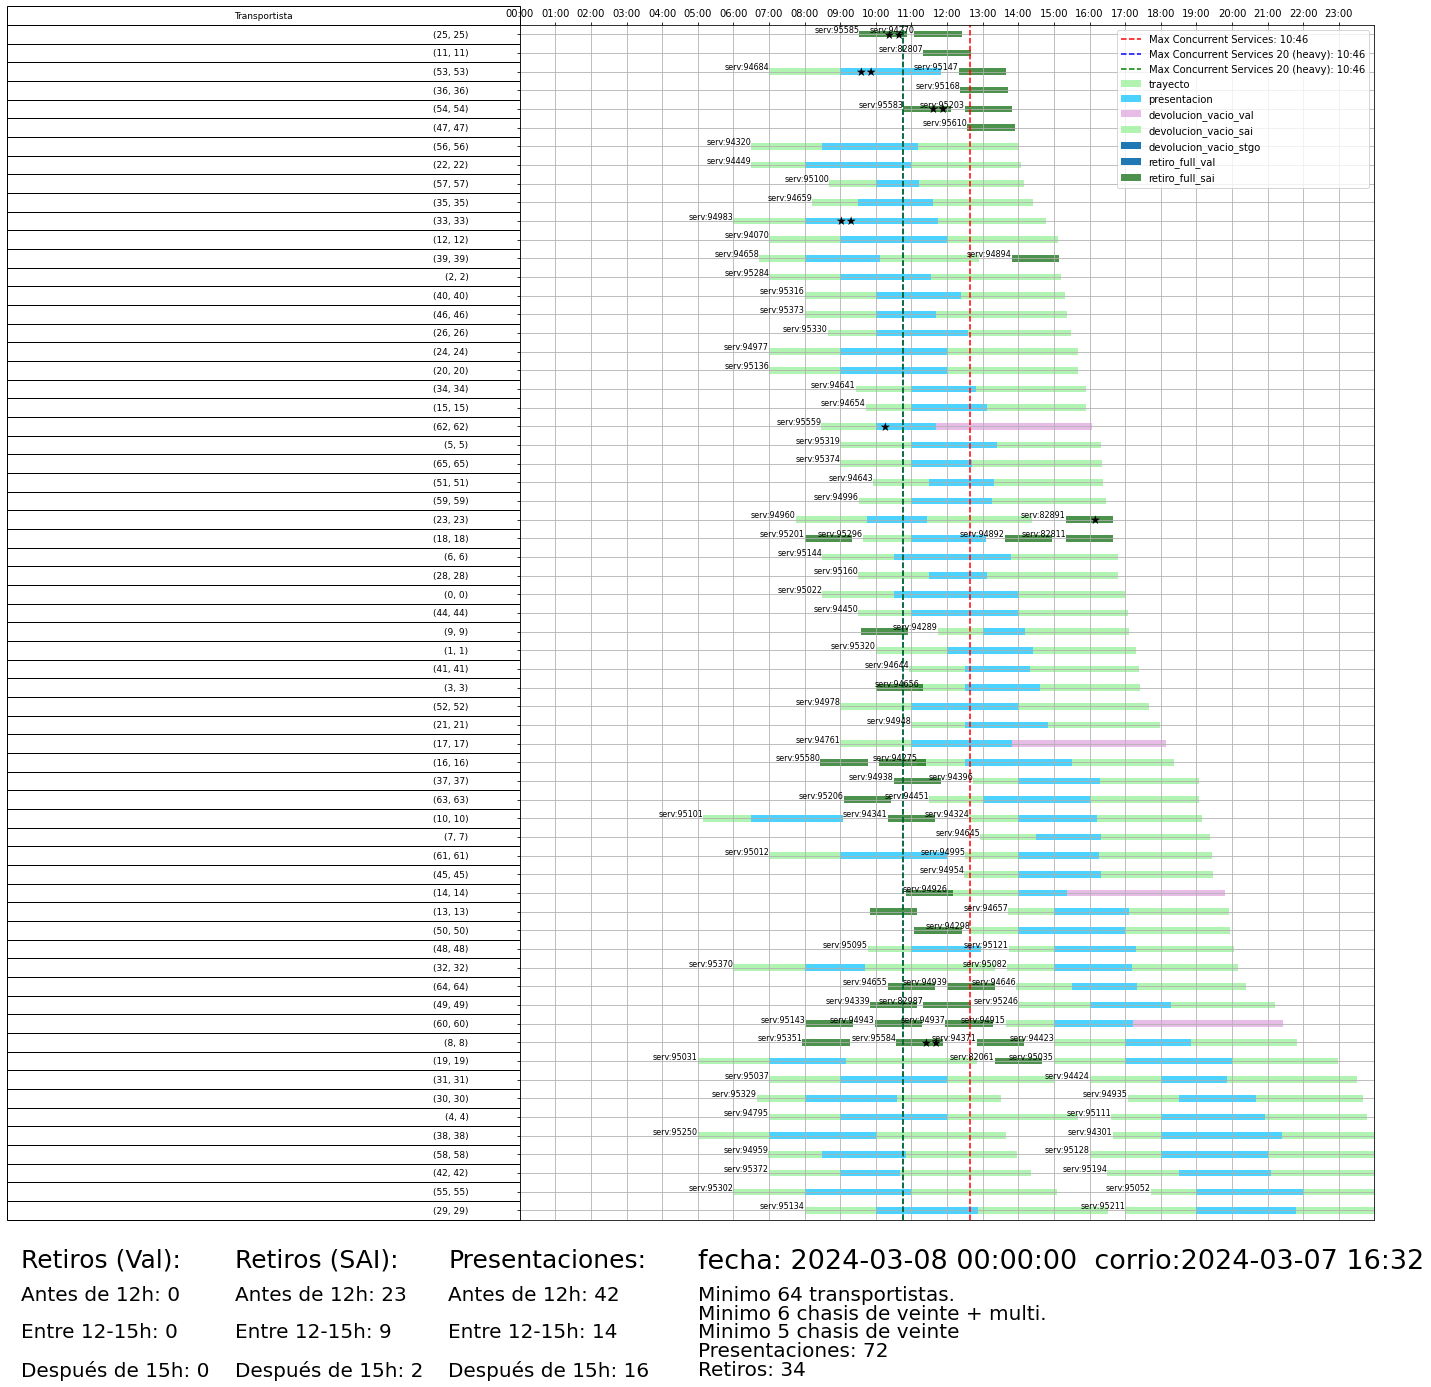 Transportista
00:00 01:00 02:00 03:00 04:00 05:00 06:00 07:00 08:00 09:00 10:00 11:00 12:00 13:00 14:00 15:00 16:00 17:00 18:00 19:00 20:00 21:00 22:00 23:00
Max Concurrent Services: 10:46
Max Concurrent Services 20 (heavy): 10:46
Max Concurrent Services 20 (heavy): 10:46
trayecto
presentacion
devolucion_vacio_val
devolucion_vacio_sai
devolucion_vacio_stgo
retiro_full_val
retiro_full_sai
(25, 25) serv:95585 serv:94770
(11, 11) serv:82807
(53, 53) serv:94684 serv:95147
(36, 36) serv:95168
(54, 54) serv:95583 serv:95203
(47, 47) serv:95610
(56, 56) serv:94320
(22, 22) serv:94449
(57, 57) serv:95100
(35, 35) serv:94659
(33, 33) serv:94983
(12, 12) serv:94070
(39, 39) serv:94658 serv:94894
(2, 2) serv:95284
(40, 40) serv:95316
(46, 46) serv:95373
(26, 26) serv:95330
(24, 24) serv:94977
(20, 20) serv:95136
(34, 34) serv:94641
(15, 15) serv:94654
(62, 62) serv:95559
(5, 5) serv:95319
(65, 65) serv:95374
(51, 51) serv:94643
(59, 59) serv:94996
(23, 23) serv:94960 serv:82891
(18, 18) serv:95201 serv:95296 serv:94892 serv:82811
(6, 6) serv:95144
(28, 28) serv:95160
(0, 0) serv:95022
(44, 44) serv:94450
(9, 9) serv:94289
(1, 1) serv:95320
(41, 41) serv:94644
(3, 3) serv:94656
(52, 52) serv:94978
(21, 21) serv:94948
(17, 17) serv:94761
(16, 16) serv:95580 serv:94275
(37, 37) serv:94938 serv:94396
(63, 63) serv:95206 serv:94451
(10, 10) serv:95101 serv:94341 serv:94324
(7, 7) serv:94645
(61, 61) serv:95012 serv:94995
(45, 45) serv:94954
(14, 14) serv:94926
(13, 13) serv:94657
(50, 50) serv:94298
(48, 48) serv:95095 serv:95121
(32, 32) serv:95370 serv:95082
(64, 64) serv:94655 serv:94939 serv:94646
(49, 49) serv:94339 serv:82987 serv:95246
(60, 60) serv:95143 serv:94943 serv:94937 serv:94915
(8, 8) serv:95351 serv:95584 serv:94371 serv:94423
(19, 19) serv:95031 serv:82061 serv:95035
(31, 31) serv:95037 serv:94424
(30, 30) serv:95329 serv:94935
(4, 4) serv:94795 serv:95111
(38, 38) serv:95250 serv:94301
(58, 58) serv:94959 serv:95128
(42, 42) serv:95372 serv:95194
(55, 55) serv:95302 serv:95052
(29, 29) serv:95134 serv:95211
Retiros (Val):
Antes de 12h: 0
Entre 12-15h: 0
Después de 15h: 0
Retiros (SAI):
Antes de 12h: 23
Entre 12-15h: 9
Después de 15h: 2
Presentaciones:
Antes de 12h: 42
Entre 12-15h: 14
Después de 15h: 16
fecha: 2024-03-08 00:00:00 corrio:2024-03-07 16:32
Minimo 64 transportistas.
Minimo 6 chasis de veinte + multi.
Minimo 5 chasis de veinte
Presentaciones: 72
Retiros: 34